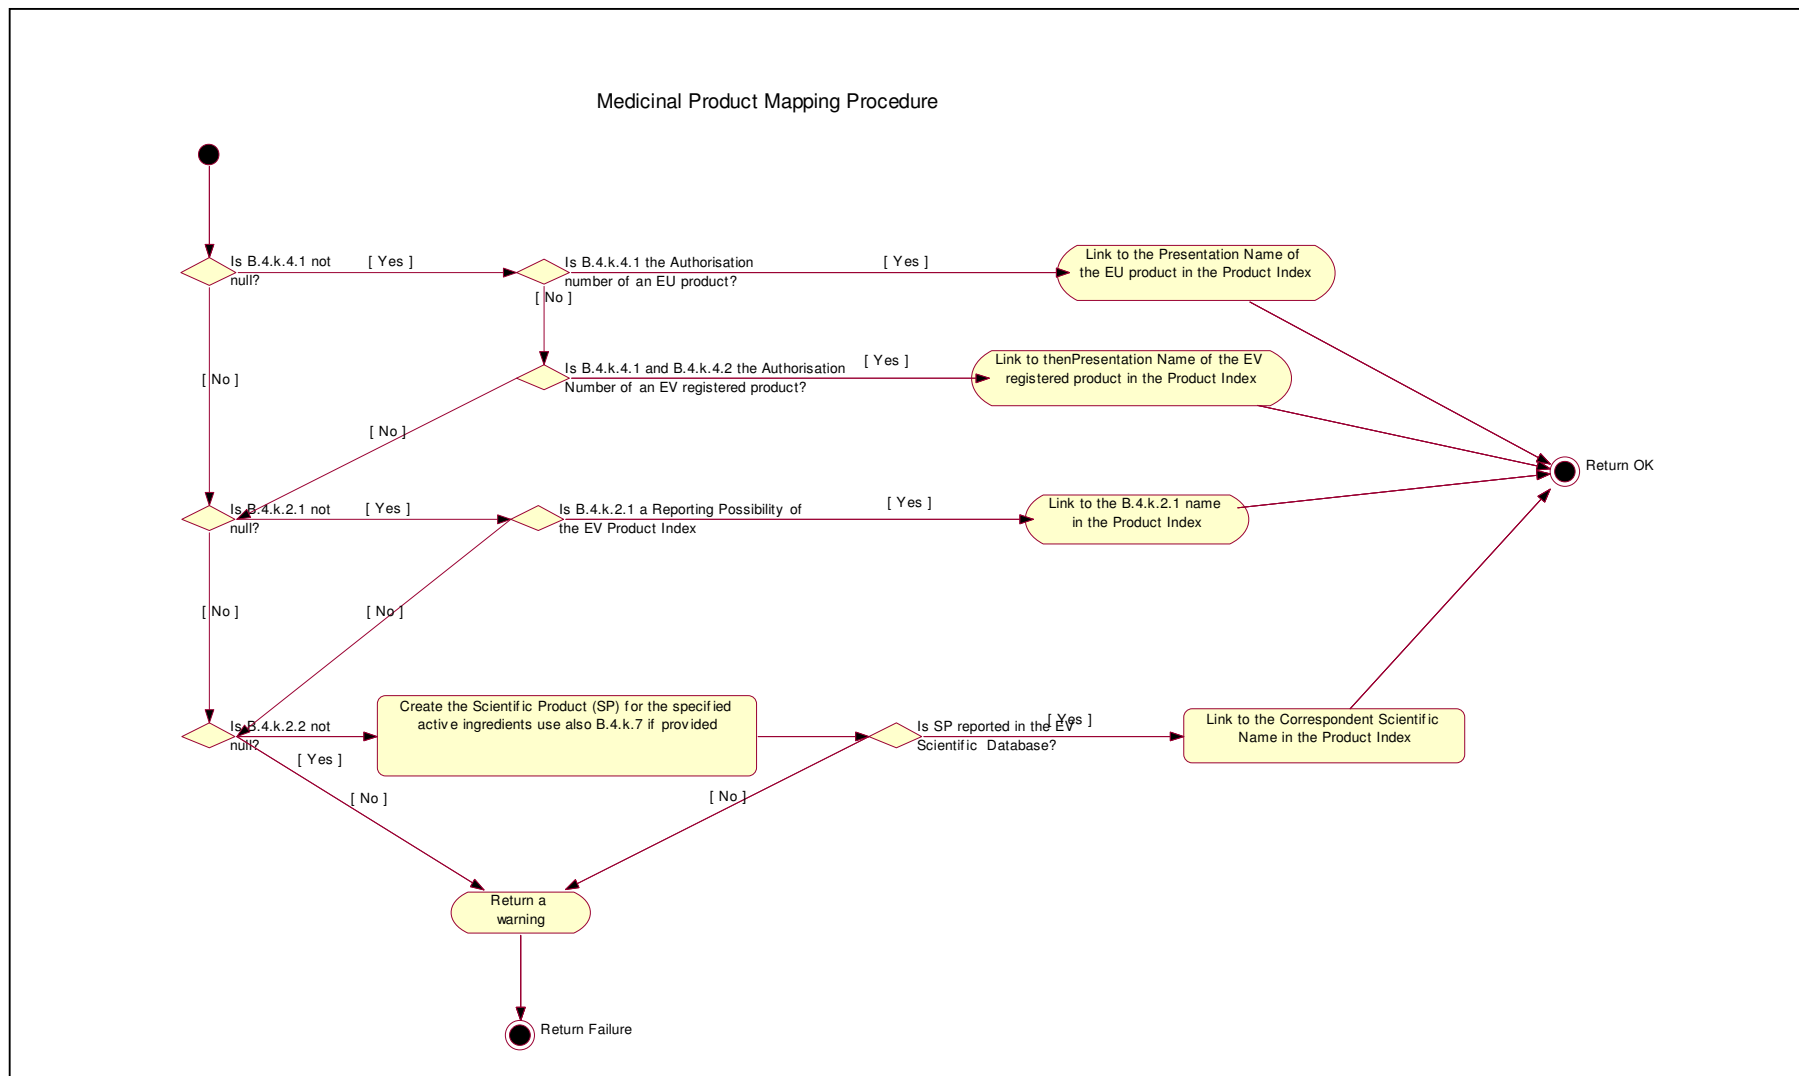 Medicinal Product Mapping Procedure
Is B.4.k.4.1 not
null?
[ Yes ]
Is B.4.k.4.1 the Authorisation
number of an EU product?
[ Yes ]
Link to the Presentation Name of
the EU product in the Product Index
[ No ]
[ No ]
Is B.4.k.4.1 and B.4.k.4.2 the Authorisation
Number of an EV registered product?
[ Yes ]
Link to thenPresentation Name of the EV
registered product in the Product Index
[ No ]
Return OK
Is B.4.k.2.1 not
null?
[ Yes ]
Is B.4.k.2.1 a Reporting Possibility of
the EV Product Index
[ Yes ]
Link to the B.4.k.2.1 name
in the Product Index
[ No ]
[ No ]
Is B.4.k.2.2 not
null?
[ Yes ]
Create the Scientific Product (SP) for the specified
active ingredients use also B.4.k.7 if provided
Is SP reported in the EV
Scientific Database?
[ Yes ]
Link to the Correspondent Scientific
Name in the Product Index
[ No ]
[ No ]
Return a
warning
Return Failure